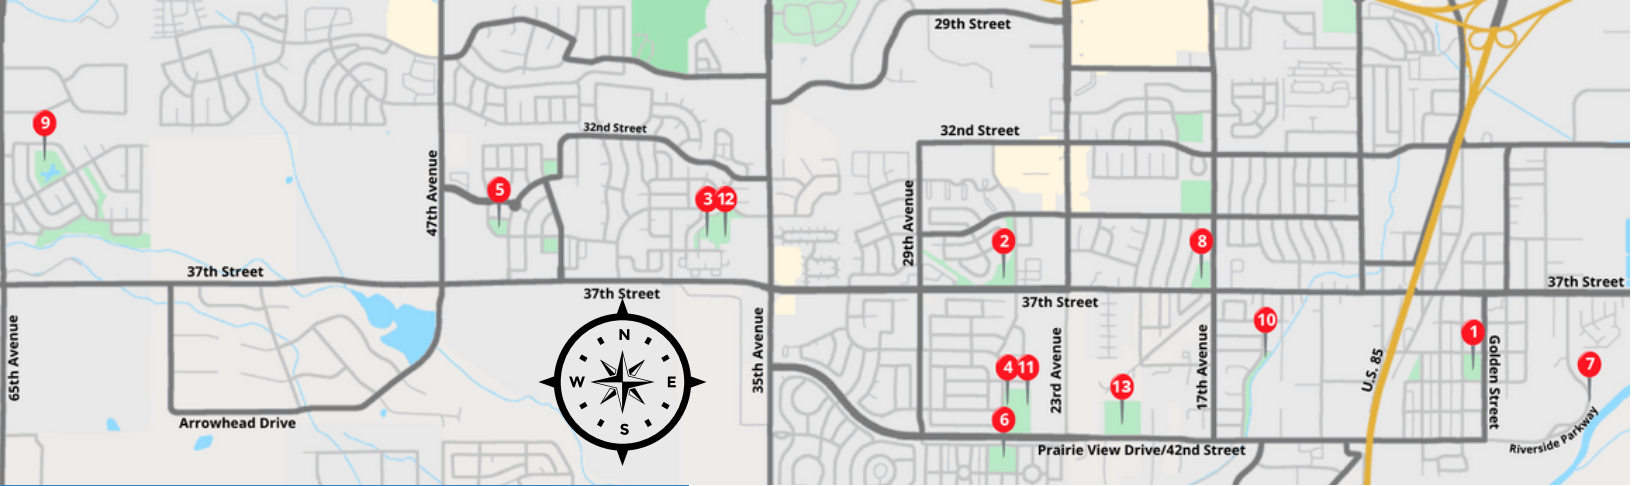 29th Street
9
32nd Street
32nd Street
47th Avenue
5
3
12
29th Avenue
2
8
37th Street
37th Street
37th Street
37th Street
65th Avenue
N
W
E
S
35th Avenue
10
1
4
11
23rd Avenue
17th Avenue
U.S. 85
Golden Street
7
13
6
Arrowhead Drive
Prairie View Drive/42nd Street
Riverside Parkway